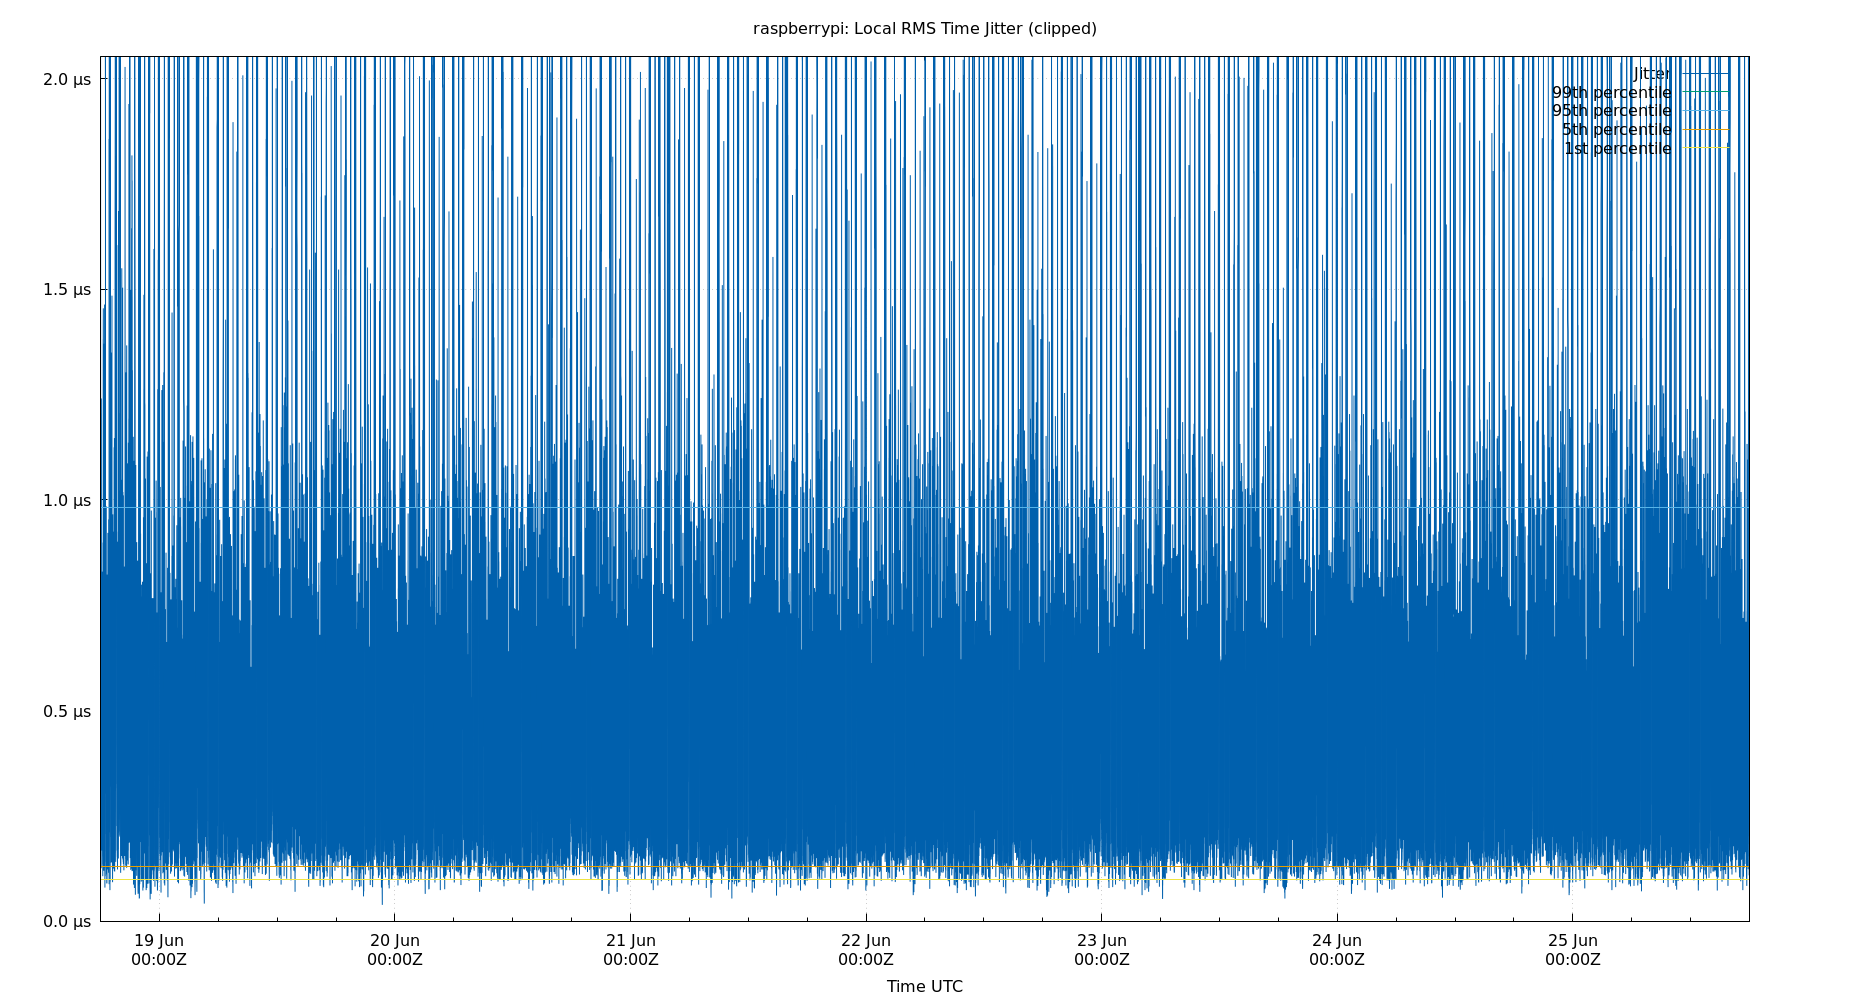 raspberrypi: Local RMS Time Jitter (clipped)
2.0 µs
1.5 µs
1.0 µs
0.5 µs
0.0 µs
Jitter
99th percentile
95th percentile
5th percentile
1st percentile
19 Jun 20 Jun 21 Jun 22 Jun 23 Jun 24 Jun 25 Jun
00:00Z 00:00Z 00:00Z 00:00Z 00:00Z 00:00Z 00:00Z
Time UTC